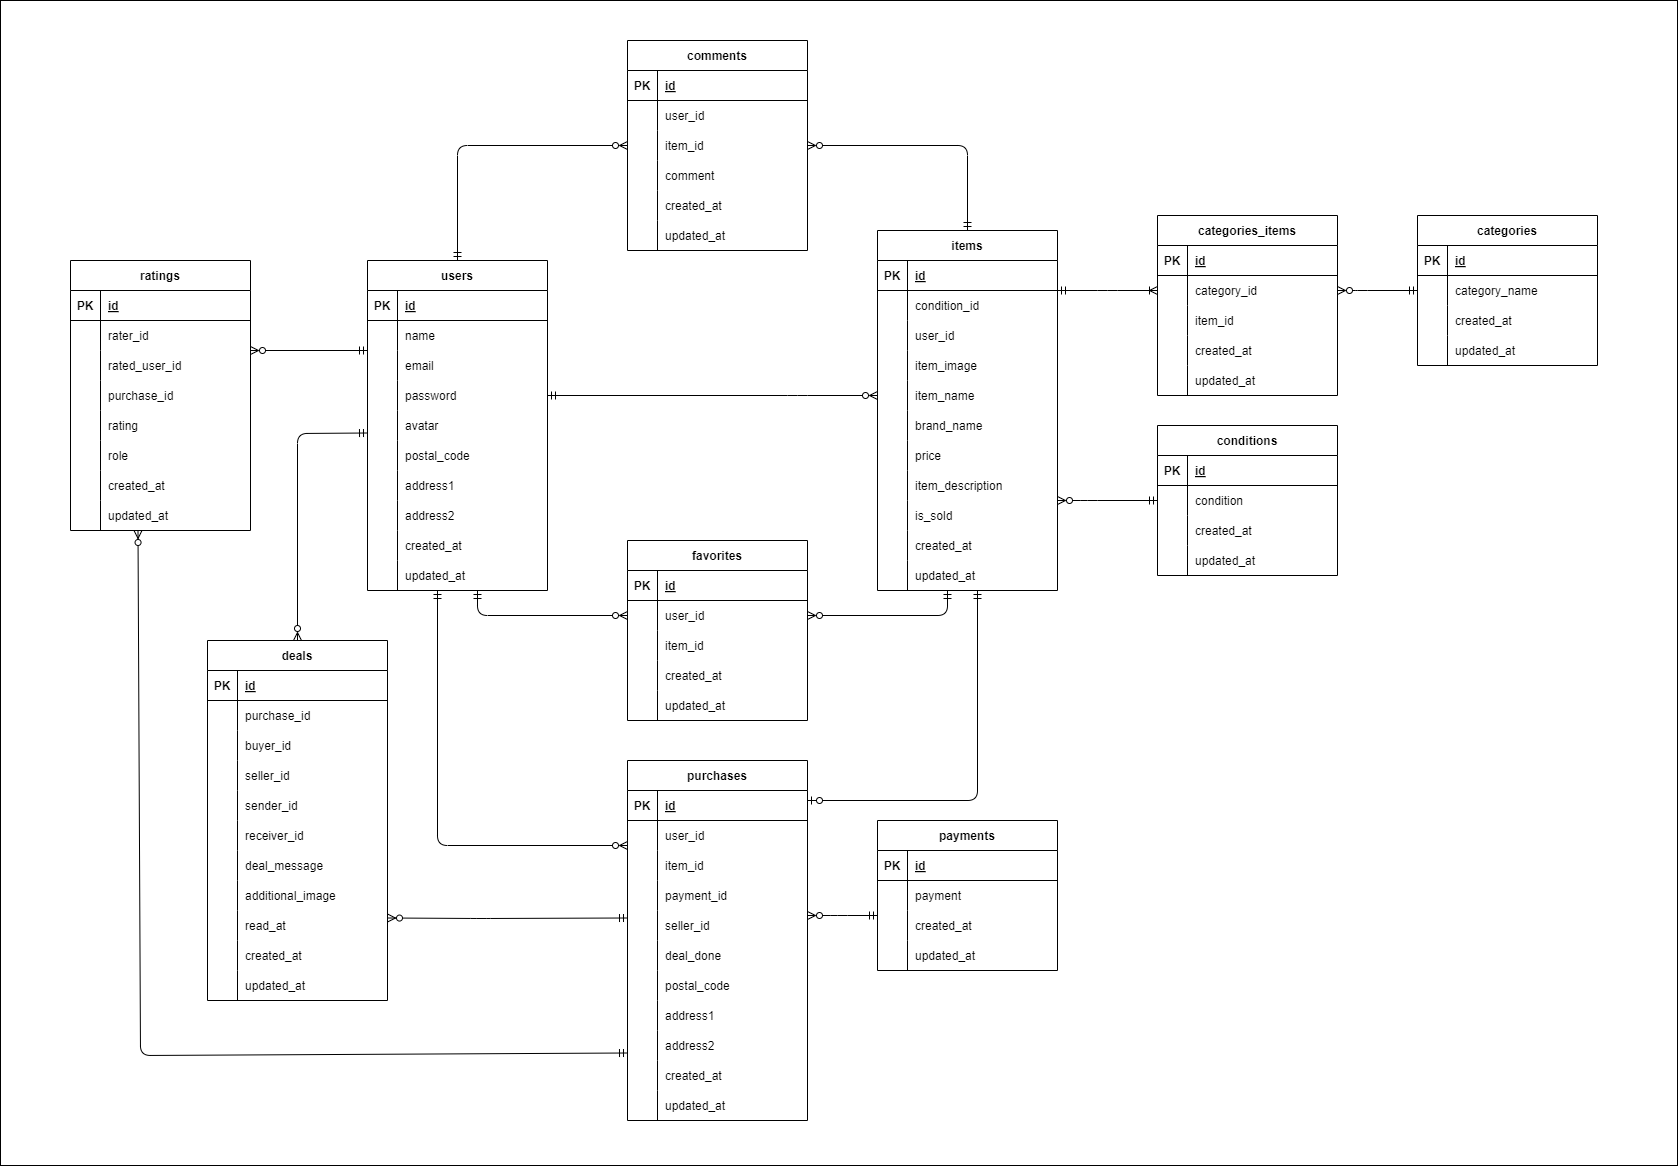 comments
PK id
user_id
item_id
comment
created_at
updated_at
ratings
PK id
rater_id
rated_user_id
purchase_id
rating
role
created_at
updated_at
users
PK id
name
email
password
avatar
postal_code
address1
address2
created_at
updated_at
items
PK id
condition_id
user_id
item_image
item_name
brand_name
price
item_description
is_sold
created_at
updated_at
categories_items
PK id
category_id
item_id
created_at
updated_at
categories
PK id
category_name
created_at
updated_at
conditions
PK id
condition
created_at
updated_at
favorites
PK id
user_id
item_id
created_at
updated_at
deals
PK id
purchase_id
buyer_id
seller_id
sender_id
receiver_id
deal_message
additional_image
read_at
created_at
updated_at
purchases
PK id
user_id
item_id
payment_id
seller_id
deal_done
postal_code
address1
address2
created_at
updated_at
payments
PK id
payment
created_at
updated_at